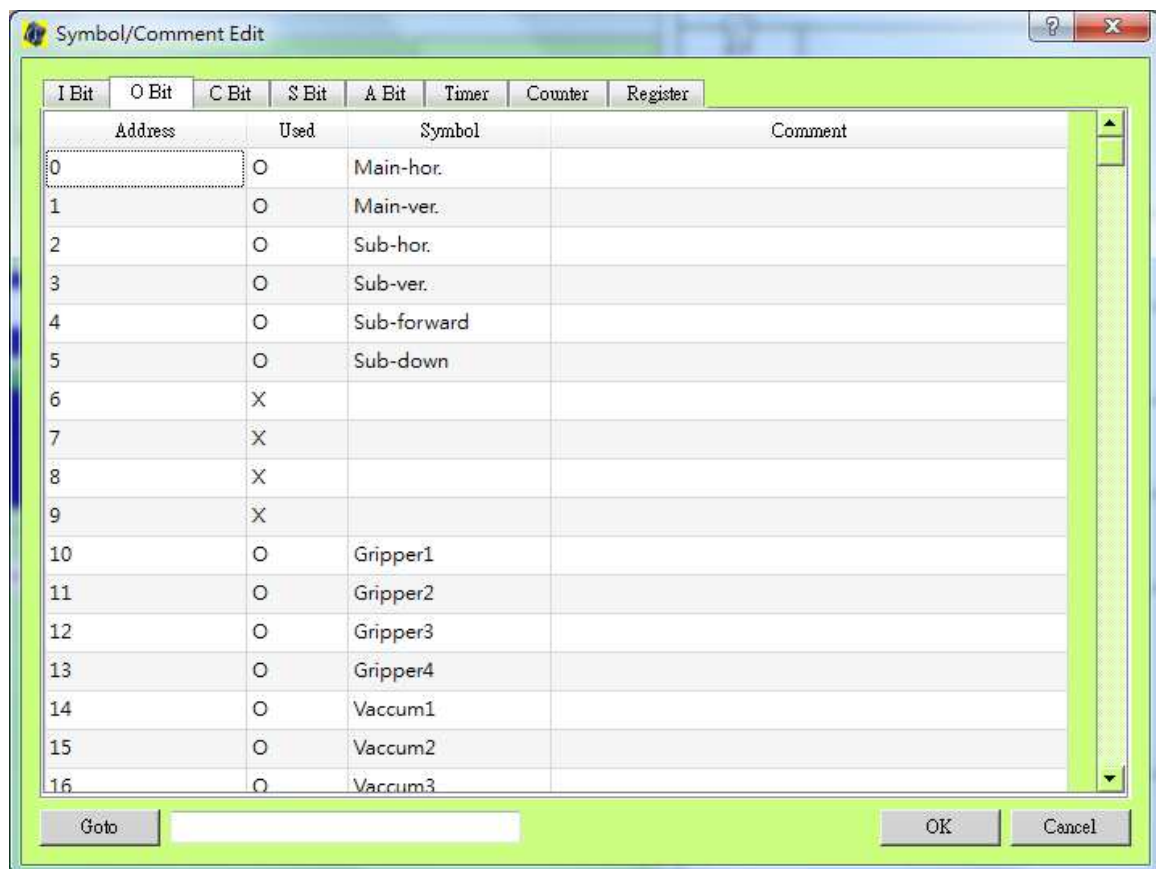 Symbol/Comment Edit
I Bit O Bit C Bit S Bit A Bit Timer Counter Register
Address Used Symbol Comment
0 O Main-hor.
1 O Main-ver.
2 O Sub-hor.
3 O Sub-ver.
4 O Sub-forward
5 O Sub-down
6 X
7 X
8 X
9 X
10 O Gripper1
11 O Gripper2
12 O Gripper3
13 O Gripper4
14 O Vaccum1
15 O Vaccum2
16 O Vaccum3
Goto OK Cancel